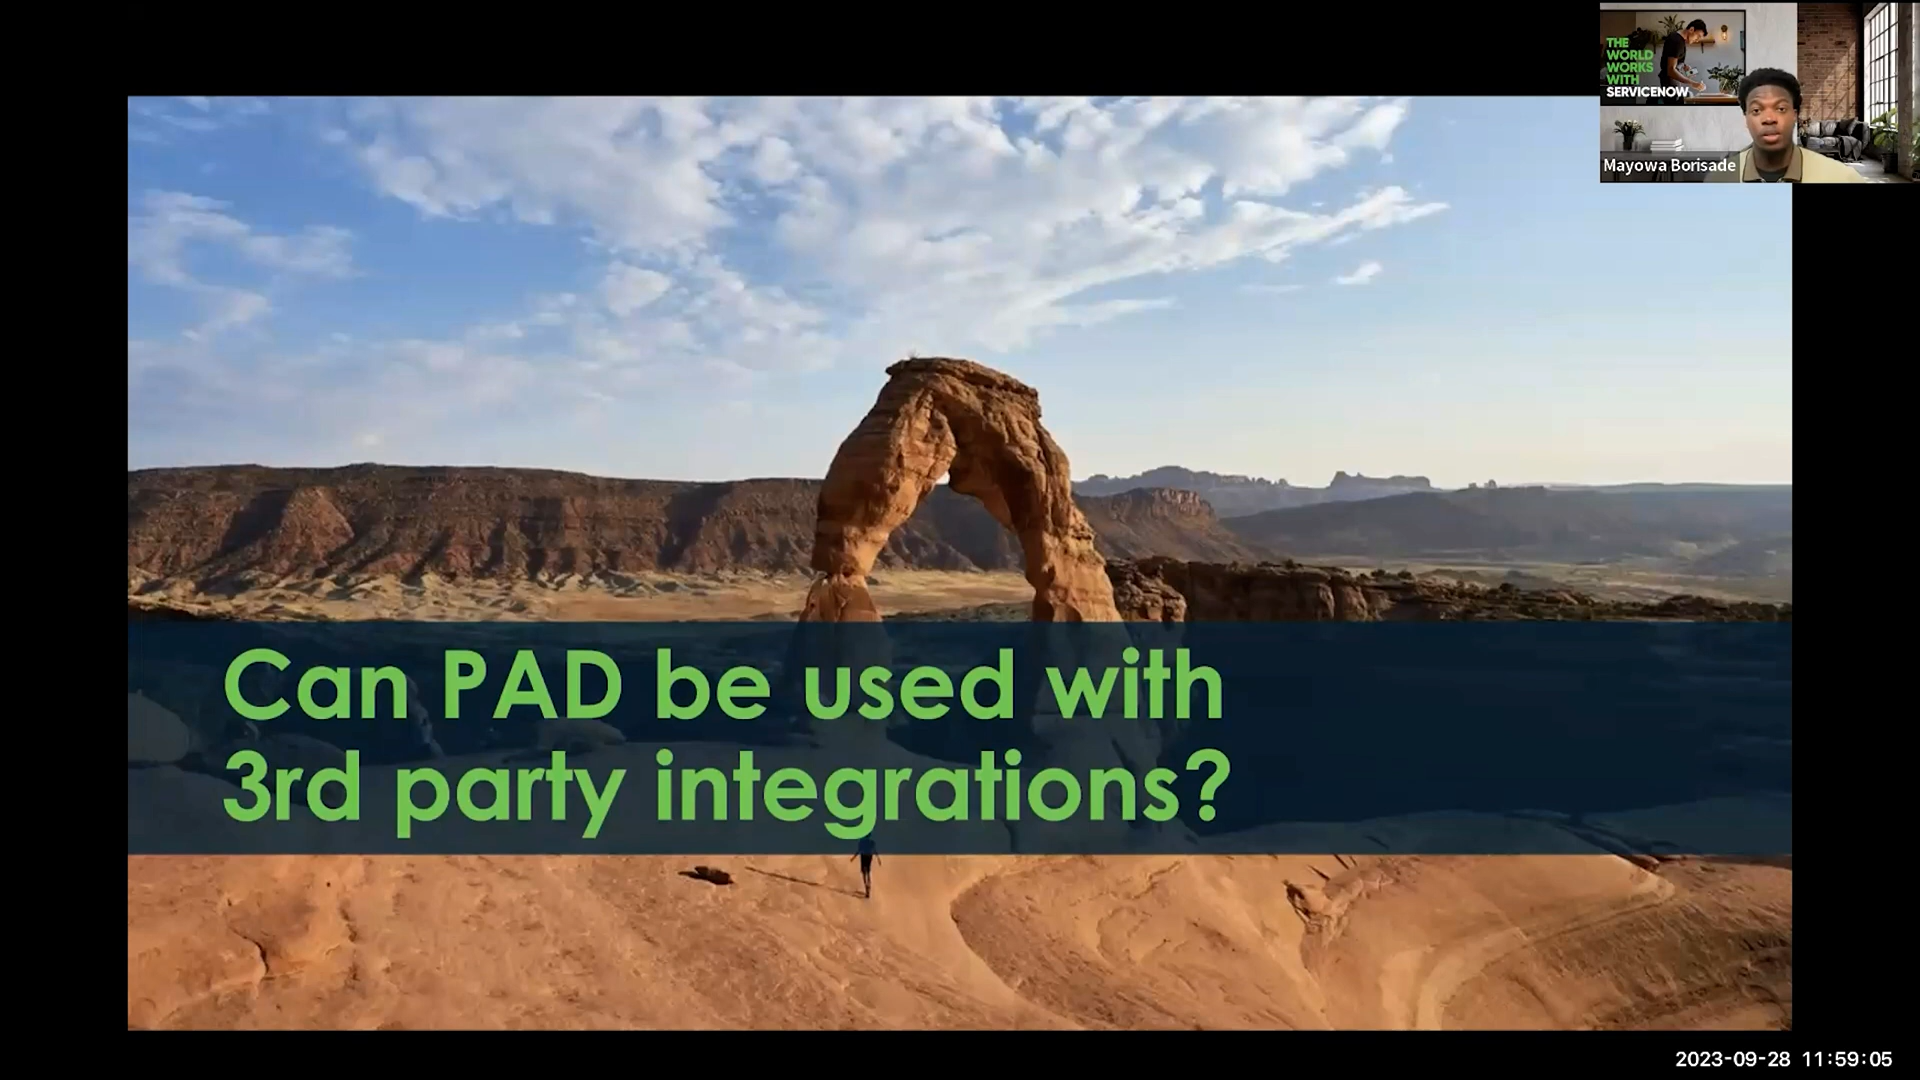 THE
WORLD
WORKS
WITH
SERVICENOW
Mayowa Borisade
Can PAD be used with
3rd party integrations?
2023-09-28 11:59:05